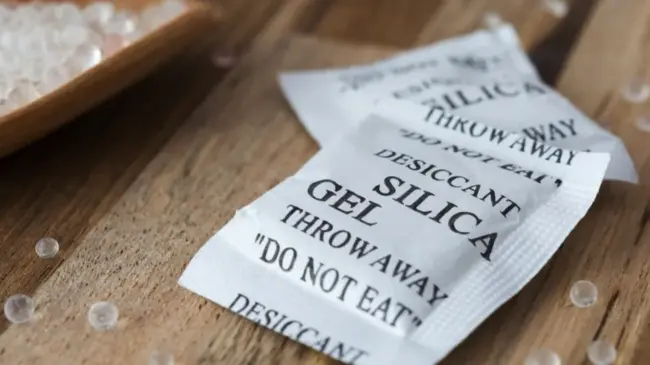 SILICA
THROW AWAY
"DO NOT EAT"
DESICCANT
SILICA
GEL
THROW AWAY
"DO NOT EAT"
DESICCANT